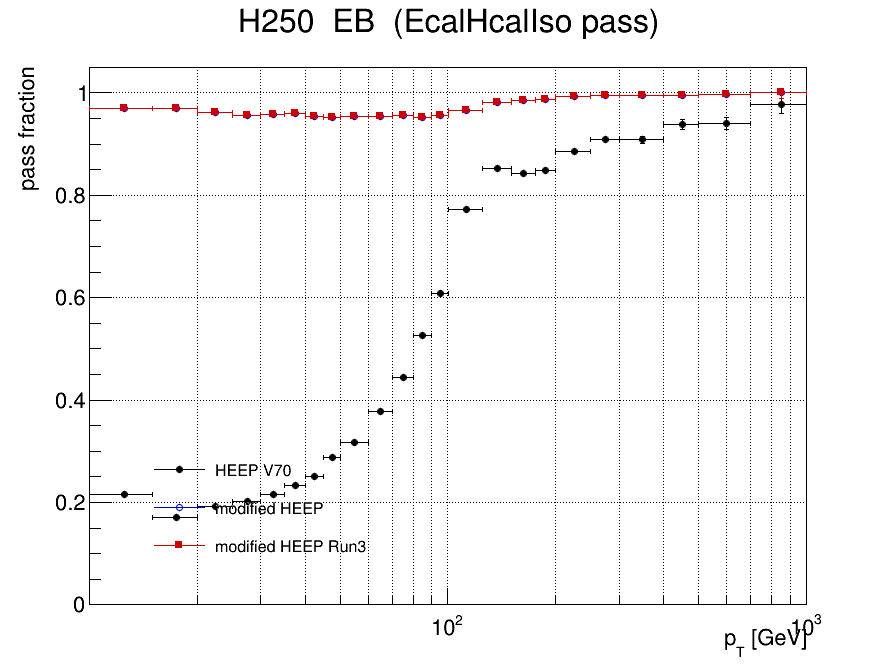 H250 EB (EcalHcalIso pass)
pass fraction
1
0.8
0.6
0.4
0.2
0
HEEP V70
modified HEEP
modified HEEP Run3
10²
10³
p_T [GeV]